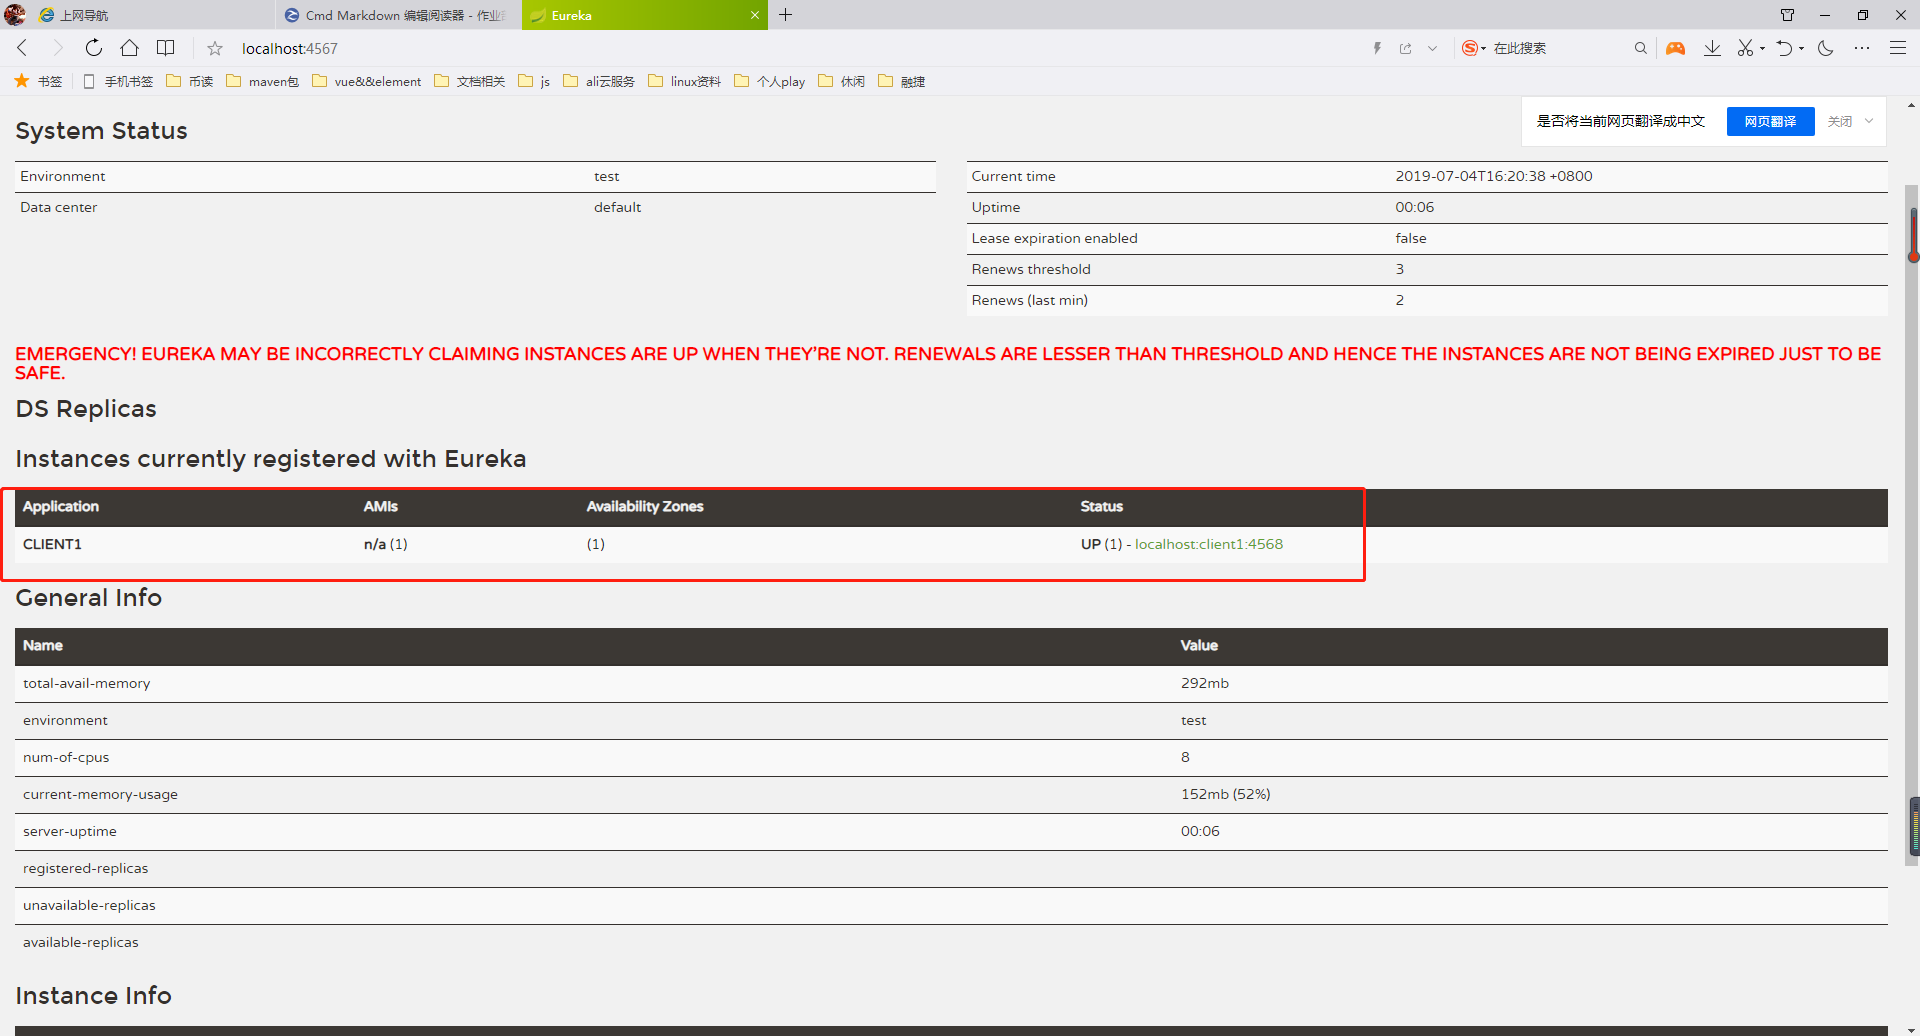 上网导航
Cmd Markdown 编辑阅读器 - 作业
Eureka
localhost:4567
在此搜索
书签
手机书签
币读
maven包
vue&&element
文档相关
js
ali云服务
linux资料
个人play
休闲
融捷
System Status
是否将当前网页翻译成中文 网页翻译 关闭
Environment test
Data center default
Current time 2019-07-04T16:20:38 +0800
Uptime 00:06
Lease expiration enabled false
Renews threshold 3
Renews (last min) 2
EMERGENCY! EUREKA MAY BE INCORRECTLY CLAIMING INSTANCES ARE UP WHEN THEY'RE NOT. RENEWALS ARE LESSER THAN THRESHOLD AND HENCE THE INSTANCES ARE NOT BEING EXPIRED JUST TO BE
SAFE.
DS Replicas
Instances currently registered with Eureka
Application AMIs Availability Zones Status
CLIENT1 n/a (1) (1) UP (1) - localhost:client1:4568
General Info
Name Value
total-avail-memory 292mb
environment test
num-of-cpus 8
current-memory-usage 152mb (52%)
server-uptime 00:06
registered-replicas
unavailable-replicas
available-replicas
Instance Info